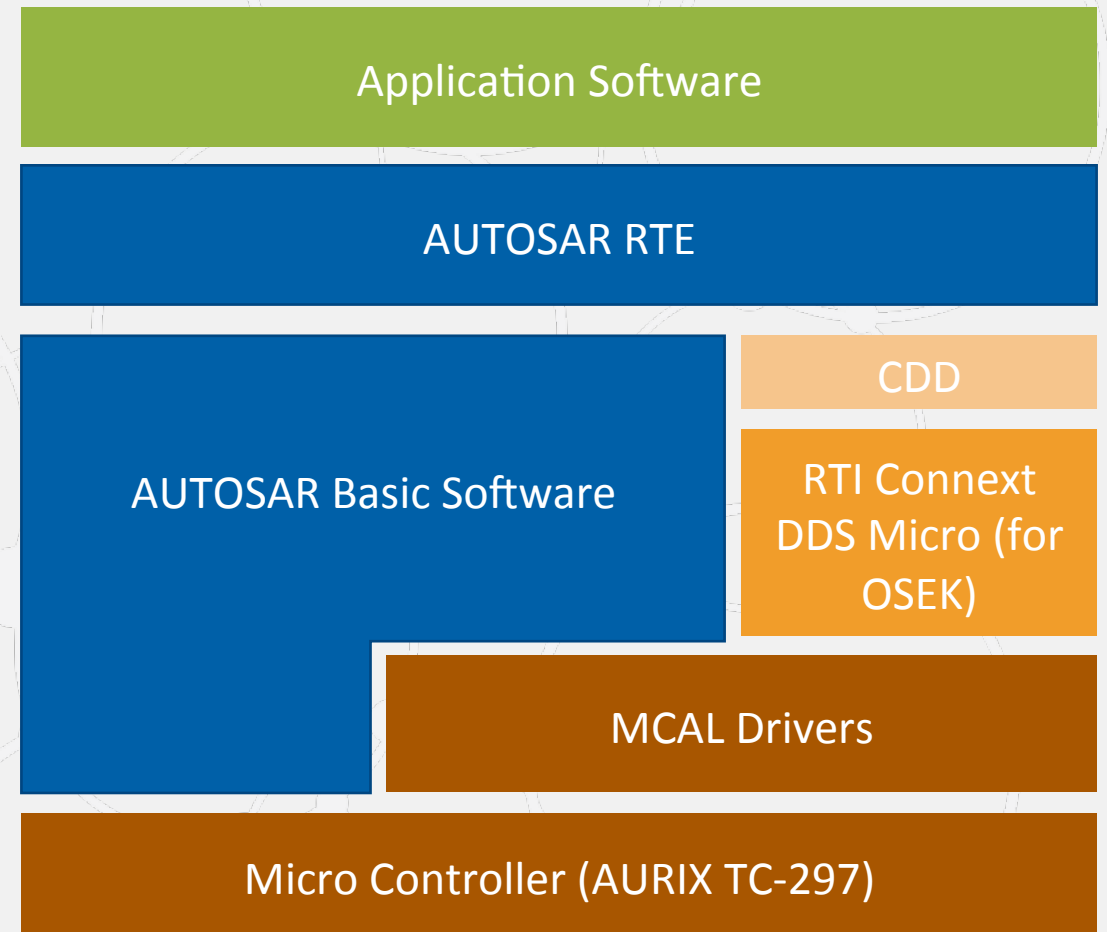 Application Software
AUTOSAR RTE
AUTOSAR Basic Software
CDD
RTI Connext
DDS Micro (for
OSEK)
MCAL Drivers
Micro Controller (AURIX TC-297)